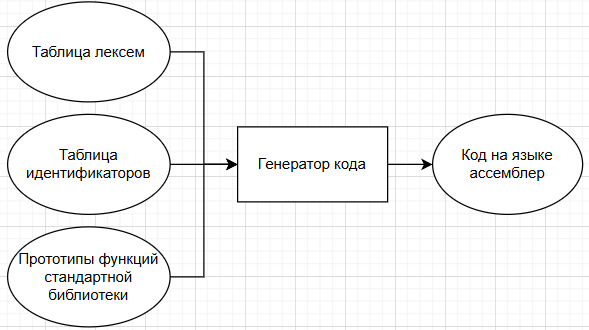 Таблица лексем
Таблица
идентификаторов
Прототипы функций
стандартной
библиотеки
Генератор кода
Код на языке
ассемблер